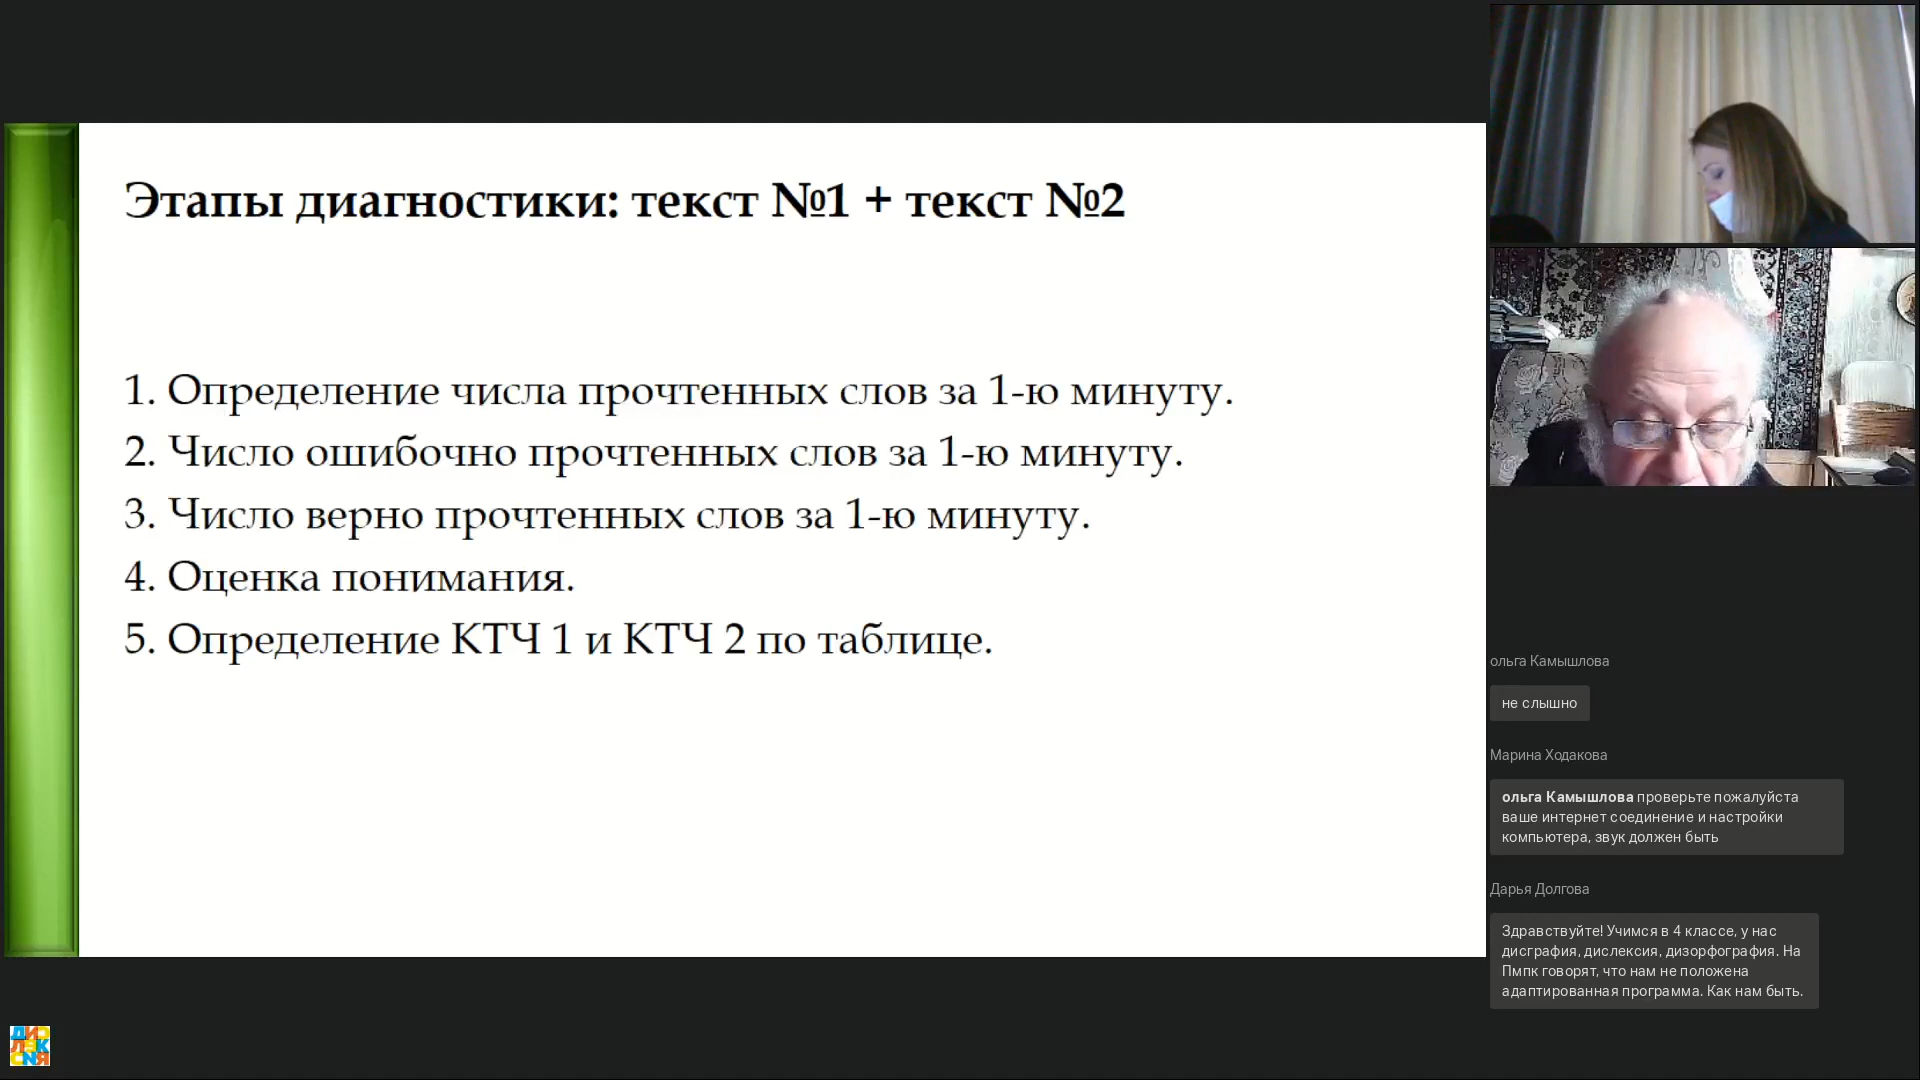 Этапы диагностики: текст №1 + текст №2
1. Определение числа прочтенных слов за 1-ю минуту.
2. Число ошибочно прочтенных слов за 1-ю минуту.
3. Число верно прочтенных слов за 1-ю минуту.
4. Оценка понимания.
5. Определение КТЧ 1 и КТЧ 2 по таблице.
ольга Камышлова
не слышно
Марина Ходакова
ольга Камышлова проверьте пожалуйста
ваше интернет соединение и настройки
компьютера, звук должен быть
Дарья Долгова
Здравствуйте! Учимся в 4 классе, у нас
дисграфия, дислексия, дизорфография. На
Пмпк говорят, что нам не положена
адаптированная программа. Как нам быть.
ДИС
ЛЕК
СИЯ